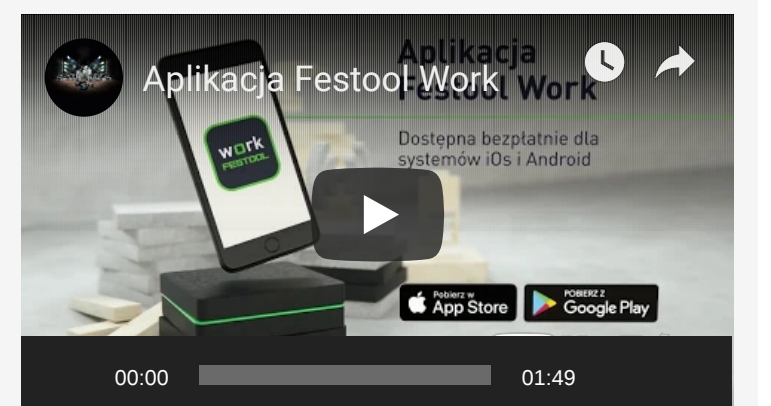 Aplikacja Festool Work
Aplikacja
Festool Work
work
FESTOOL
Dostępna bezpłatnie dla
systemów iOs i Android
Pobierz w
App Store
POBIERZ Z
Google Play
00:00
01:49